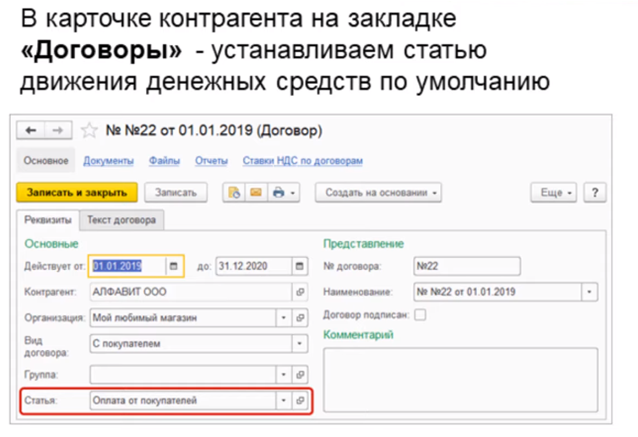 В карточке контрагента на закладке
«Договоры» - устанавливаем статью
движения денежных средств по умолчанию
№ №22 от 01.01.2019 (Договор)
Основное Документы Файлы Отчеты Ставки НДС по договорам
Записать и закрыть Записать Создать на основании Еще ?
Реквизиты Текст договора
Основные Представление
Действует от: 01.01.2019 до: 31.12.2020 № договора: №22
Контрагент: АЛФАВИТ ООО Наименование: № №22 от 01.01.2019
Организация: Мой любимый магазин Договор подписан:
Вид договора: С покупателем Комментарий
Группа:
Статья: Оплата от покупателей